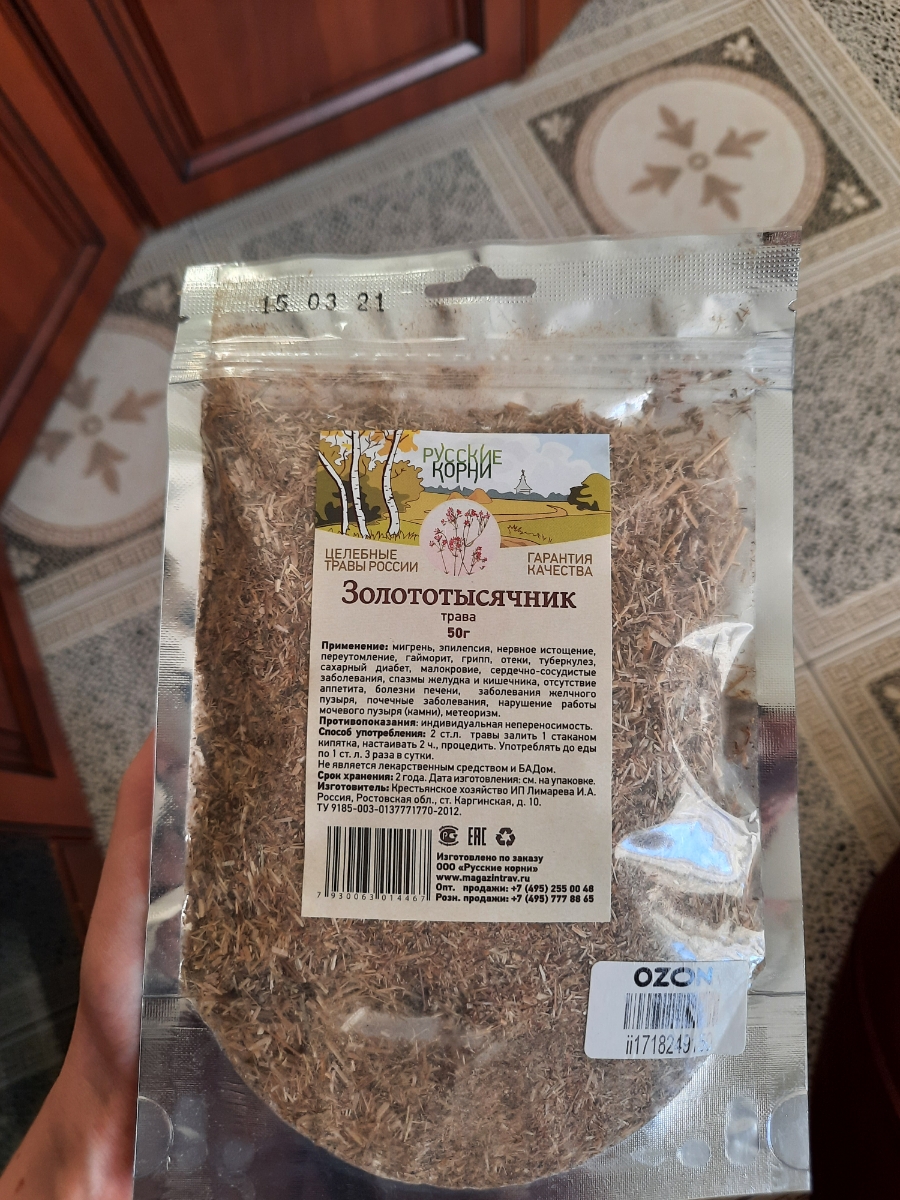 15 03 21
РУССКИЕ
КОРНИ
ЦЕЛЕБНЫЕ
ТРАВЫ РОССИИ
ГАРАНТИЯ
КАЧЕСТВА
Золототысячник
трава
50г
Применение: мигрень, эпилепсия, нервное истощение,
переутомление, гайморит, грипп, отеки, туберкулез,
сахарный диабет, малокровие, сердечно-сосудистые
заболевания, спазмы желудка и кишечника, отсутствие
аппетита, болезни печени, заболевания желчного
пузыря, почечные заболевания, нарушение работы
мочевого пузыря (камни), метеоризм.
Противопоказания: индивидуальная непереносимость.
Способ употребления: 2 ст.л. травы залить 1 стаканом
кипятка, настаивать 2 ч., процедить. Употреблять до еды
по 1 ст. л. 3 раза в сутки.
Не является лекарственным средством и БАДом.
Срок хранения: 2 года. Дата изготовления: см. на упаковке.
Изготовитель: Крестьянское хозяйство ИП Лимарева И.А.
Россия, Ростовская обл., ст. Каргинская, д. 10.
ТУ 9185-003-0137771770-2012.
ЕАС
Изготовлено по заказу
ООО «Русские корни»
www.magazintrav.ru
Опт. продажи: +7 (495) 255 00 48
Розн. продажи: +7 (495) 777 88 65
7 930063 014467
OZON